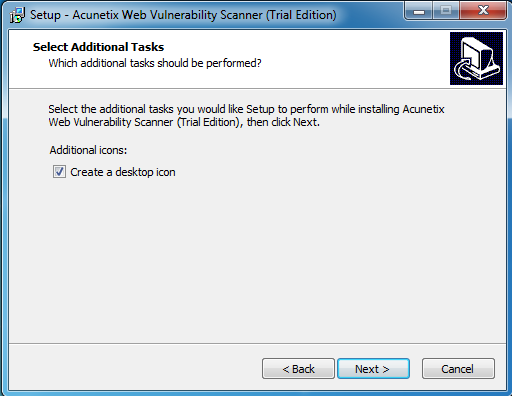 Setup - Acunetix Web Vulnerability Scanner (Trial Edition)
Select Additional Tasks
Which additional tasks should be performed?
Select the additional tasks you would like Setup to perform while installing Acunetix
Web Vulnerability Scanner (Trial Edition), then click Next.
Additional icons:
Create a desktop icon
< Back
Next >
Cancel